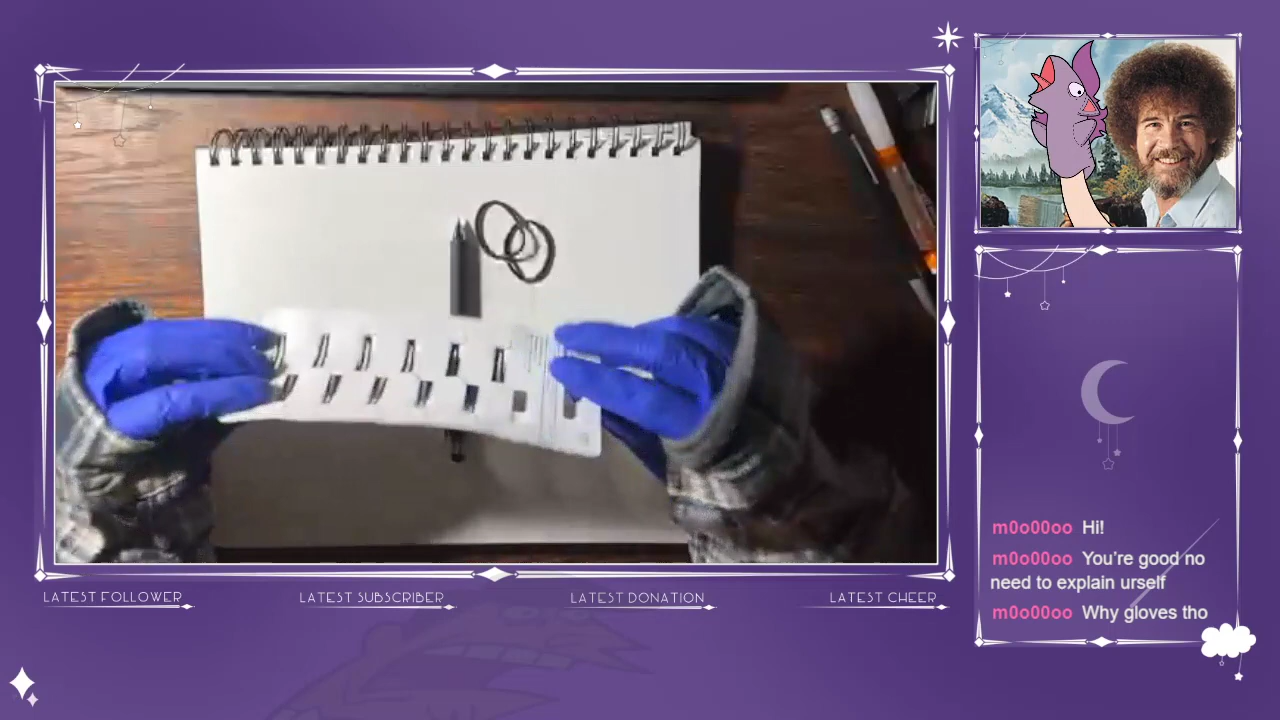 LATEST FOLLOWER
LATEST SUBSCRIBER
LATEST DONATION
LATEST CHEER
m0o00oo Hi!
m0o00oo You're good no
need to explain urself
m0o00oo Why gloves tho